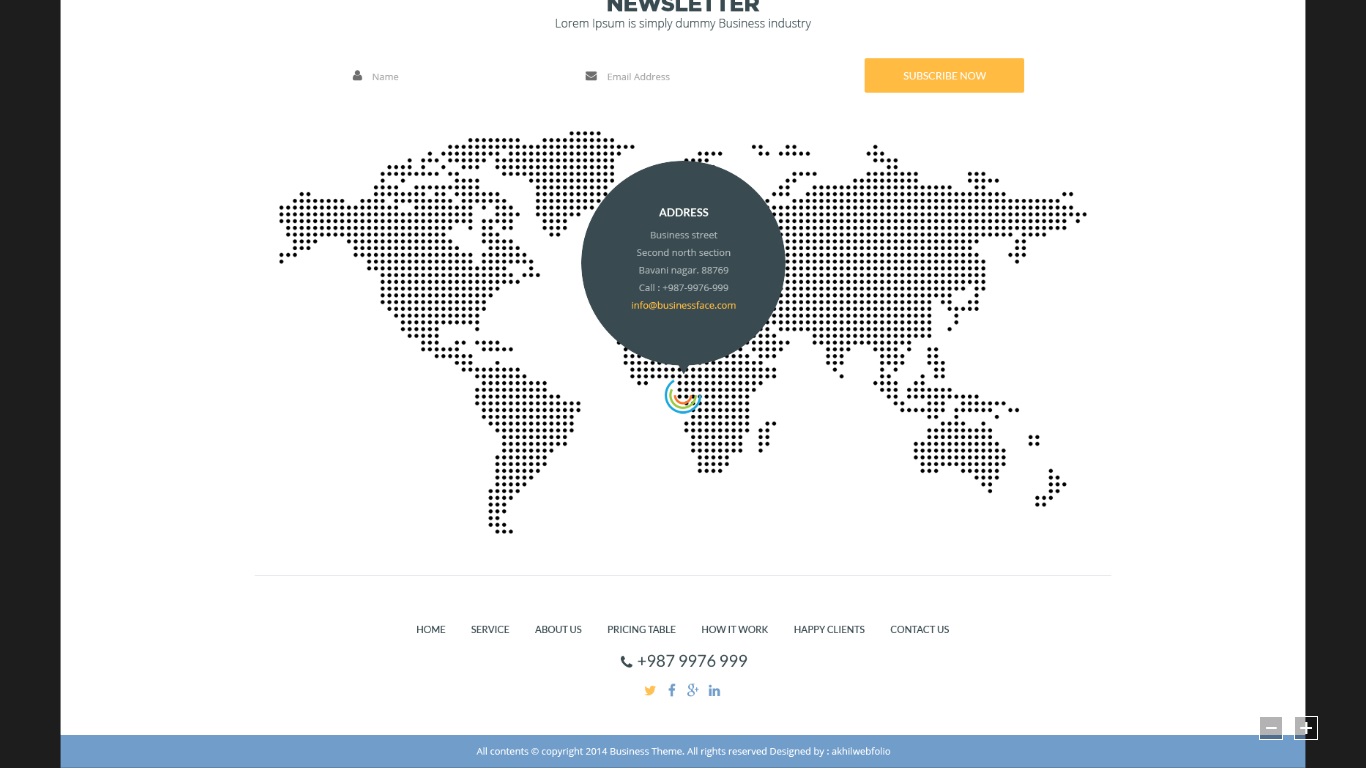 NEWSLETTER
Lorem Ipsum is simply dummy Business industry
Name
Email Address
SUBSCRIBE NOW
ADDRESS
Business street
Second north section
Bavani nagar. 88769
Call : +987-9976-999
info@businessface.com
HOME SERVICE ABOUT US PRICING TABLE HOW IT WORK HAPPY CLIENTS CONTACT US
+987 9976 999
All contents © copyright 2014 Business Theme. All rights reserved Designed by : akhilwebfolio